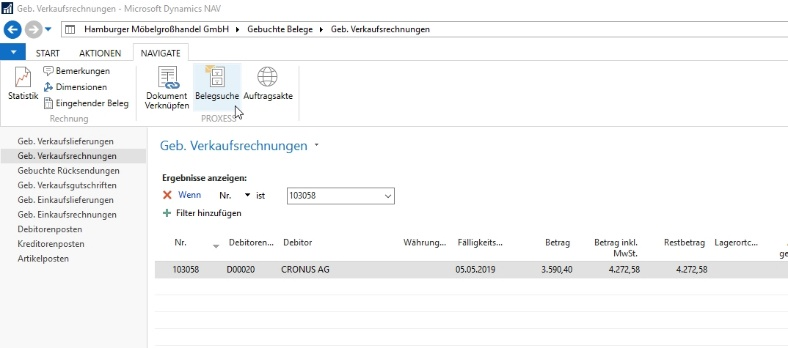 Geb. Verkaufsrechnungen - Microsoft Dynamics NAV
Hamburger Möbelgroßhandel GmbH
Gebuchte Belege
Geb. Verkaufsrechnungen
START
AKTIONEN
NAVIGATE
Statistik
Bemerkungen
Dimensionen
Eingehender Beleg
Rechnung
Dokument
Verknüpfen
Belegsuche
Auftragsakte
PROXESS
Geb. Verkaufslieferungen
Geb. Verkaufsrechnungen
Gebuchte Rücksendungen
Geb. Verkaufsgutschriften
Geb. Einkaufslieferungen
Geb. Einkaufsrechnungen
Debitorenposten
Kreditorenposten
Artikelposten
Geb. Verkaufsrechnungen
Ergebnisse anzeigen:
Wenn Nr. ist 103058
Filter hinzufügen
Nr. Debitoren... Debitor Währung... Fälligkeits... Betrag Betrag inkl. MwSt. Restbetrag Lagerortc...
103058 D00020 CRONUS AG 05.05.2019 3.590,40 4.272,58 4.272,58